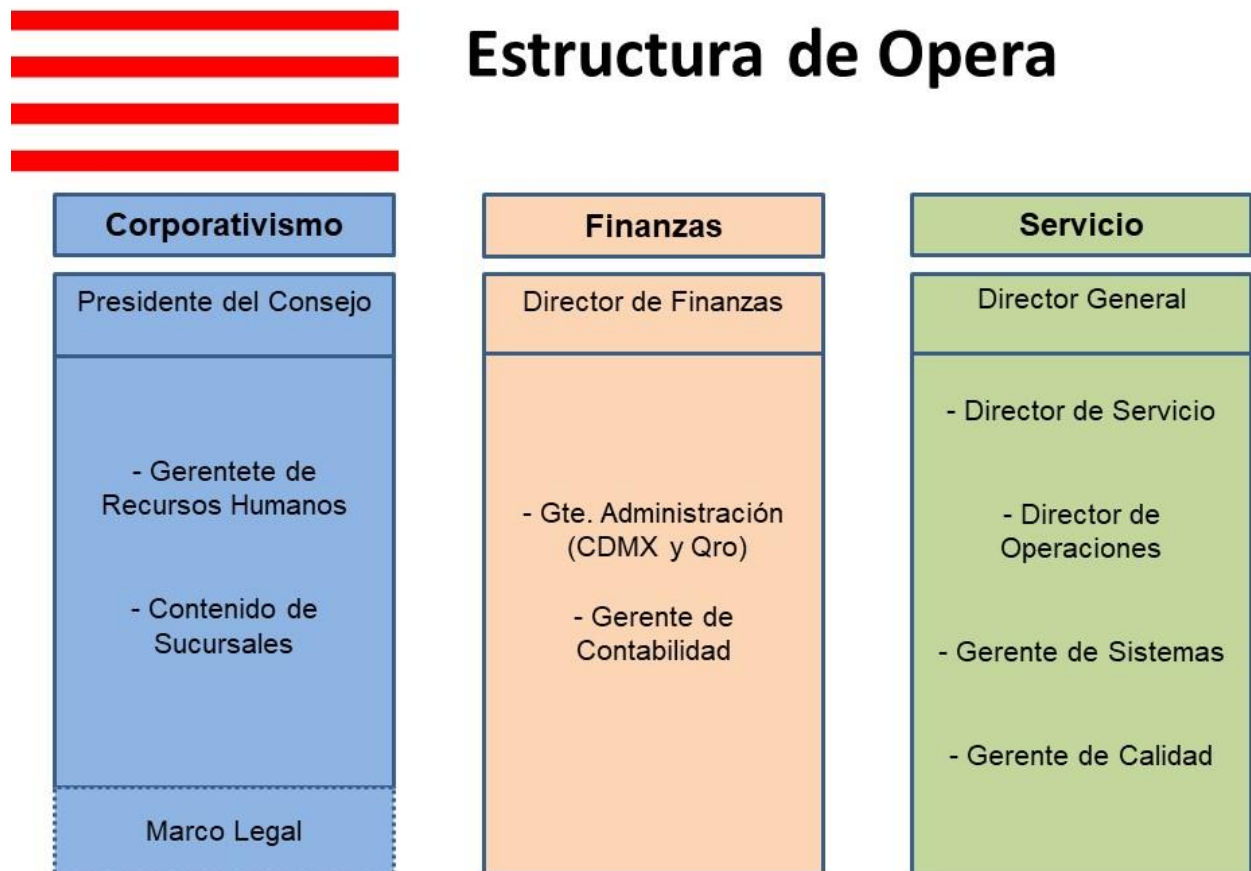 Estructura de Opera
Corporativismo
Presidente del Consejo
- Gerentete de
Recursos Humanos
- Contenido de
Sucursales
Marco Legal
Finanzas
Director de Finanzas
- Gte. Administración
(CDMX y Qro)
- Gerente de
Contabilidad
Servicio
Director General
- Director de Servicio
- Director de
Operaciones
- Gerente de Sistemas
- Gerente de Calidad